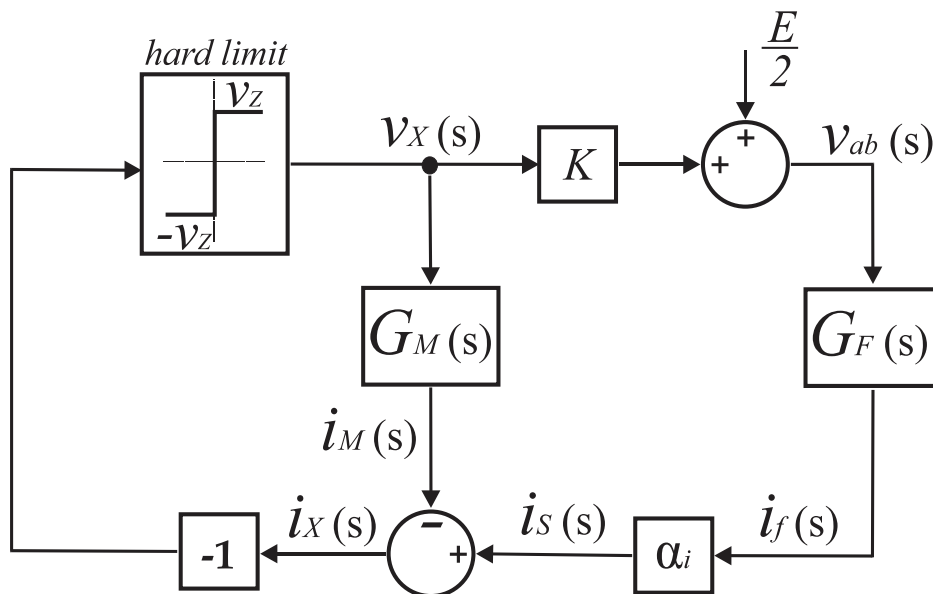 hard limit
v_Z
-v_Z
v_X (s)
K
E/2
+
+
v_ab (s)
G_M (s)
G_F (s)
i_M (s)
-
+
i_X (s)
-1
i_S (s)
α_i
i_f (s)